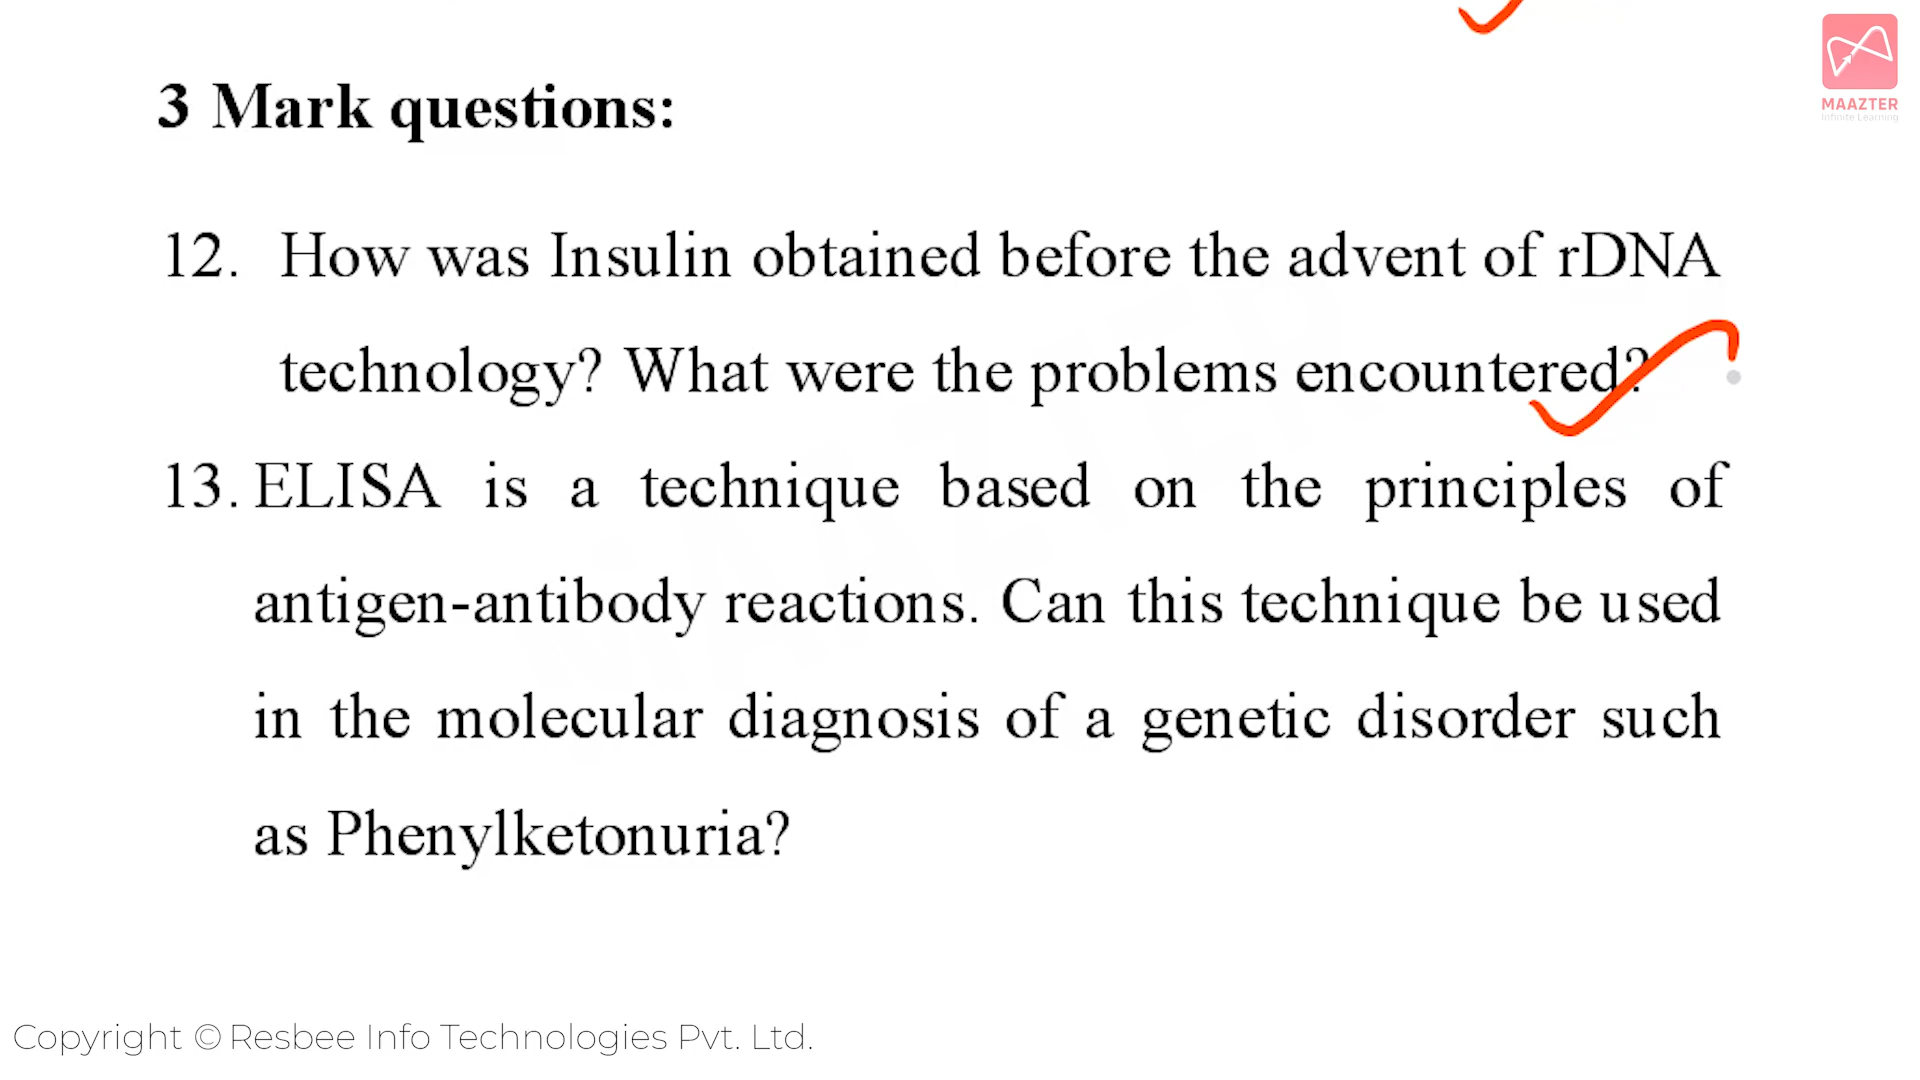 MAAZTER
Infinite Learning
3 Mark questions:
12. How was Insulin obtained before the advent of rDNA
technology? What were the problems encountered?
13. ELISA is a technique based on the principles of
antigen-antibody reactions. Can this technique be used
in the molecular diagnosis of a genetic disorder such
as Phenylketonuria?
Copyright © Resbee Info Technologies Pvt. Ltd.